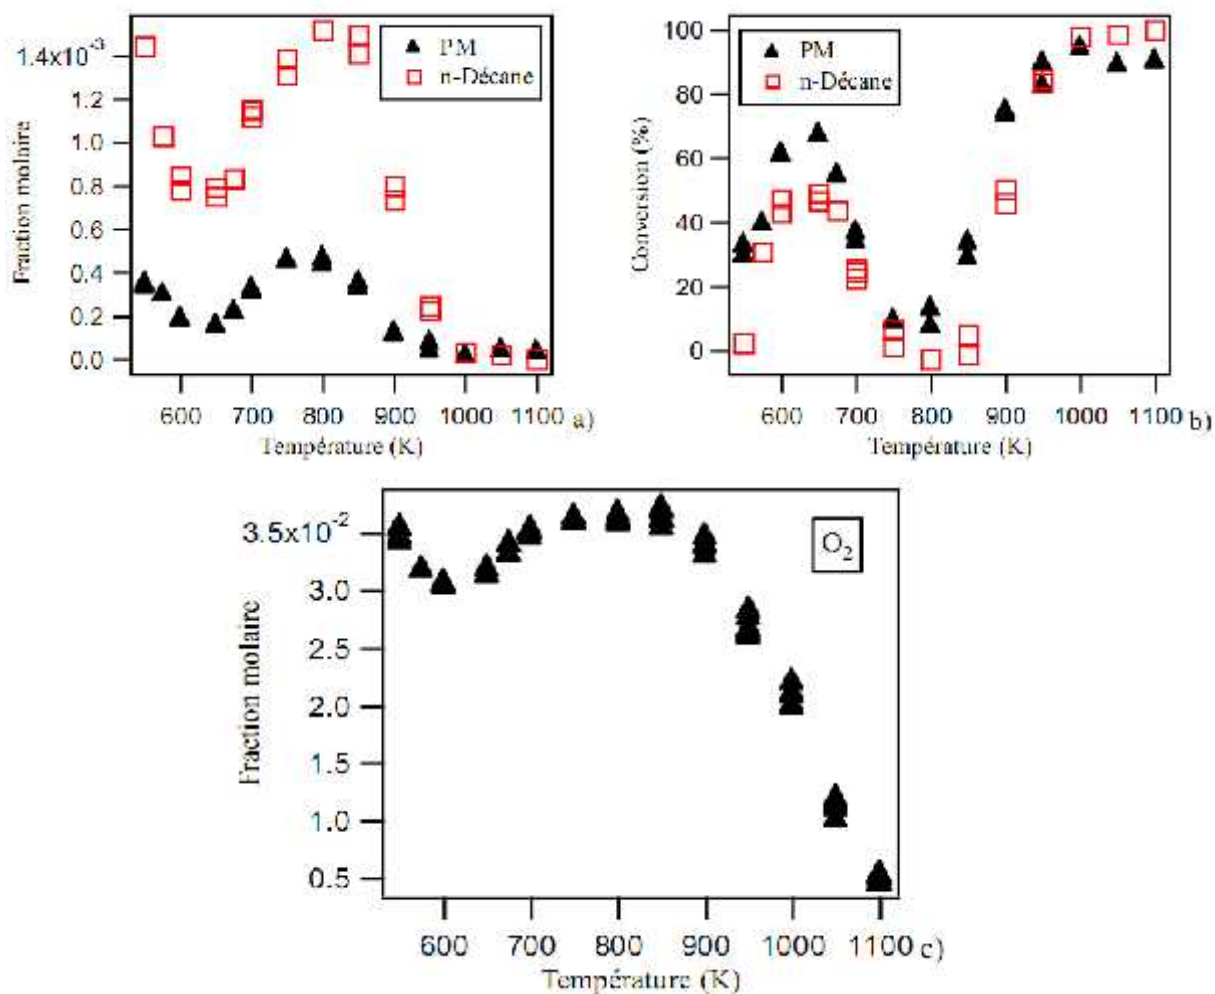 1.4x10⁻³
1.2
1.0
0.8
0.6
0.4
0.2
0.0
Fraction molaire
PM
n-Décane
600 700 800 900 1000 1100 a)
Température (K)
100
80
60
40
20
0
Conversion (%)
PM
n-Décane
600 700 800 900 1000 1100 b)
Température (K)
3.5x10⁻²
3.0
2.5
2.0
1.5
1.0
0.5
Fraction molaire
O₂
600 700 800 900 1000 1100 c)
Température (K)